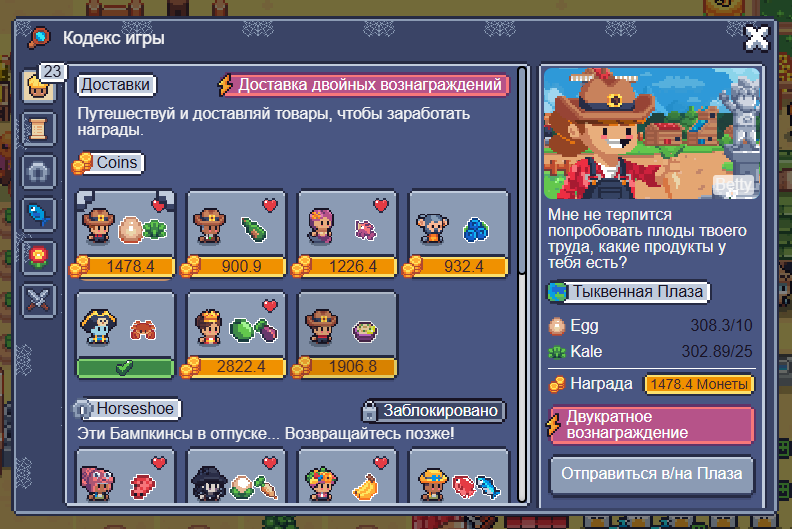 Кодекс игры
23
Доставки
Доставка двойных вознаграждений
Путешествуй и доставляй товары, чтобы заработать
награды.
Coins
1478.4
900.9
1226.4
932.4
2822.4
1906.8
Horseshoe
Заблокировано
Эти Бампкинсы в отпуске... Возвращайтесь позже!
Betty
Мне не терпится
попробовать плоды твоего
труда, какие продукты у
тебя есть?
Тыквенная Плаза
Egg 308.3/10
Kale 302.89/25
Награда 1478.4 Монеты
Двукратное
вознаграждение
Отправиться в/на Плаза